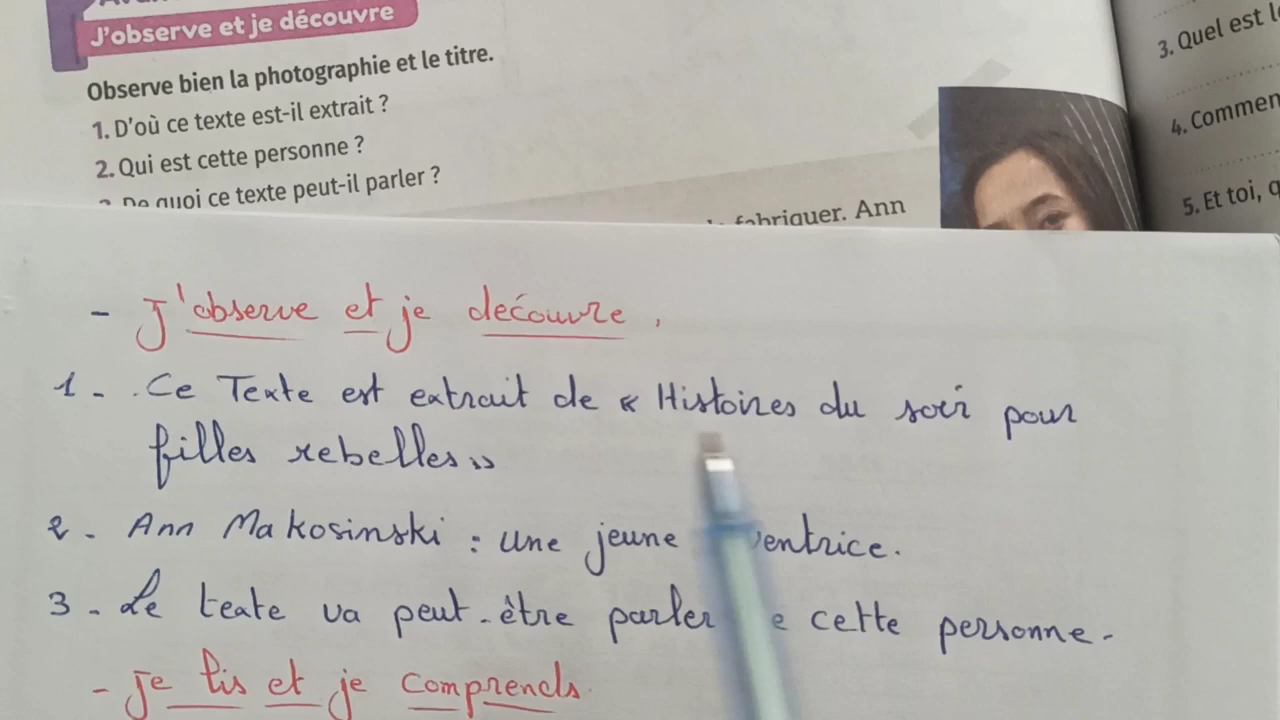 J'observe et je découvre
Observe bien la photographie et le titre.
1. D'où ce texte est-il extrait ?
2. Qui est cette personne ?
De quoi ce texte peut-il parler ?
fabriquer. Ann
3. Quel est
4.
5. Et toi,
- J'observe et je decóuvre.
1 - . Ce Texte est extrait de « Histoires du soir pour
filles rebelles »
2 - Ann Makosinski : une jeune
3 - Le texte va peut-être parler cette personne -
- je lis et je comprends.